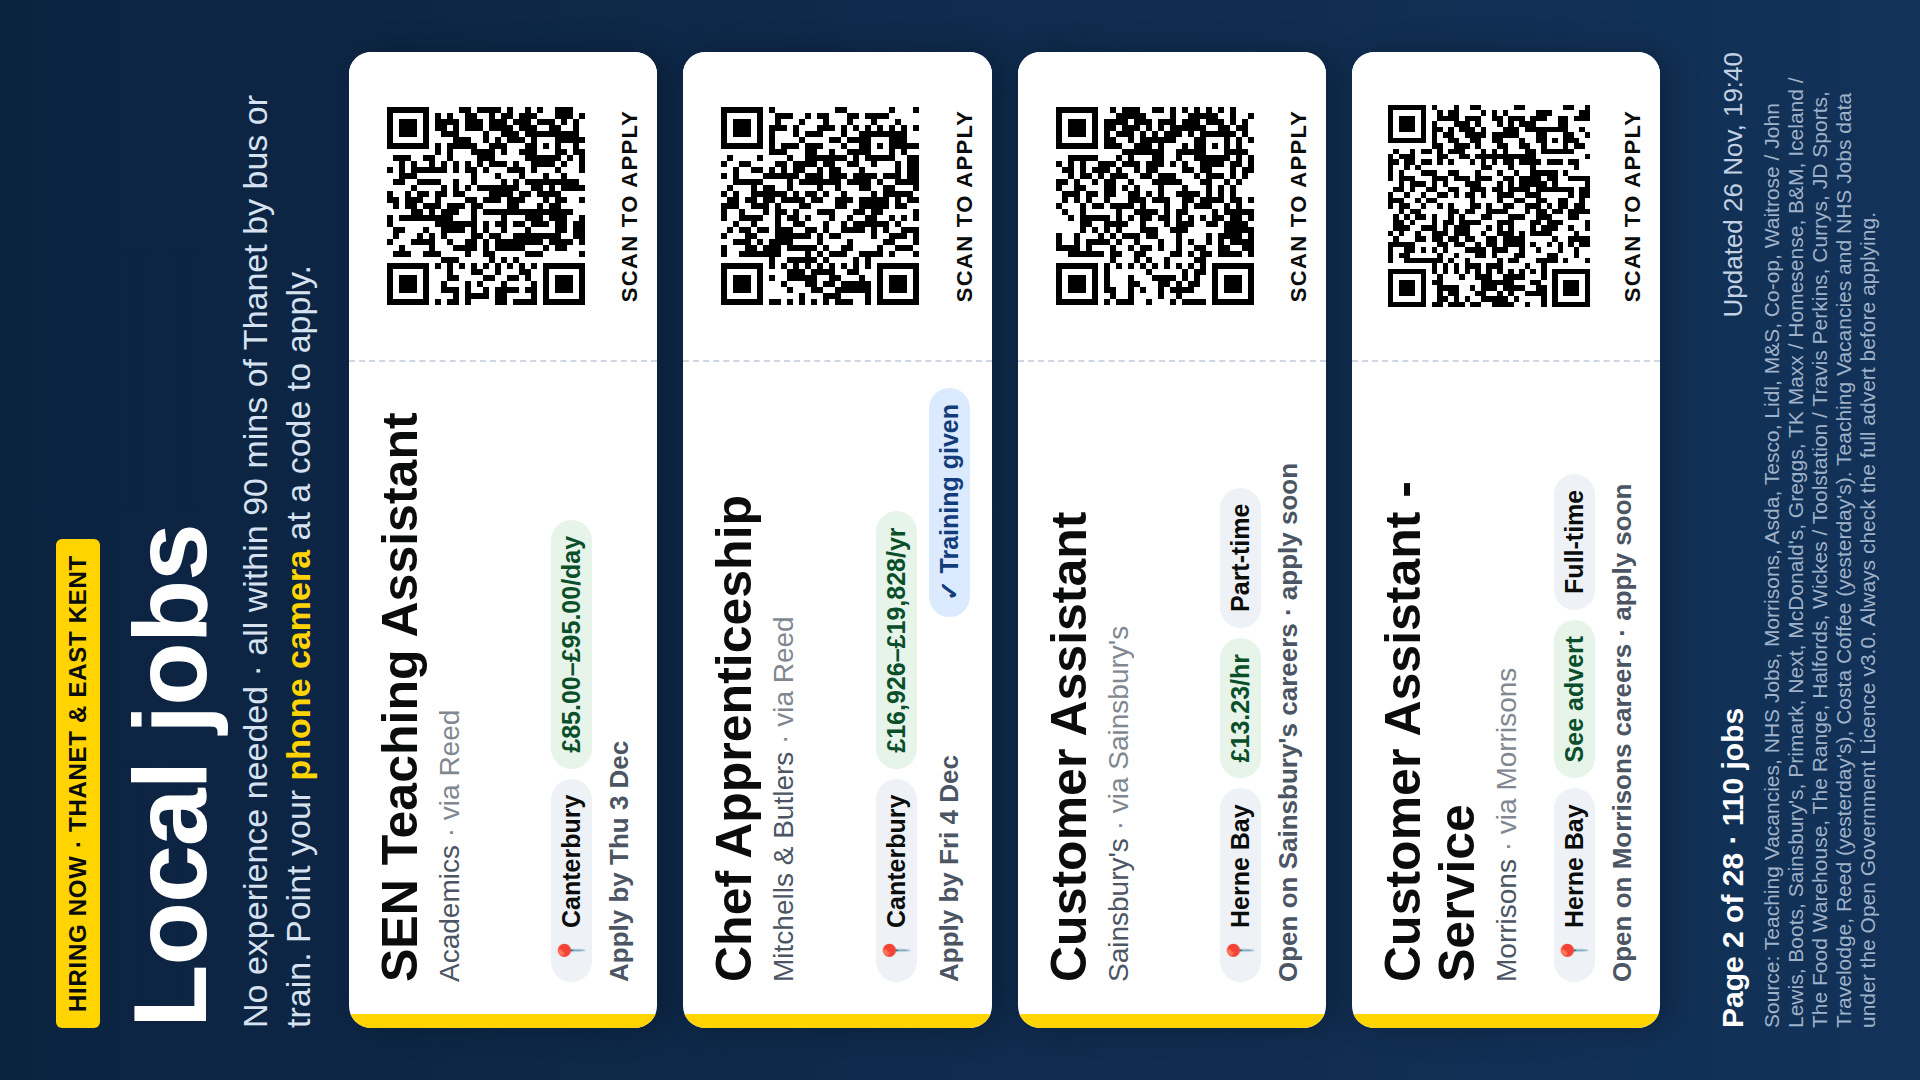 HIRING NOW · THANET & EAST KENT
Local jobs
No experience needed · all within 90 mins of Thanet by bus or
train. Point your phone camera at a code to apply.
SEN Teaching Assistant
Academics · via Reed
Canterbury
£85.00–£95.00/day
Apply by Thu 3 Dec
SCAN TO APPLY
Chef Apprenticeship
Mitchells & Butlers · via Reed
Canterbury
£16,926–£19,828/yr
Apply by Fri 4 Dec
✓ Training given
SCAN TO APPLY
Customer Assistant
Sainsbury's · via Sainsbury's
Herne Bay
£13.23/hr
Part-time
Open on Sainsbury's careers · apply soon
SCAN TO APPLY
Customer Assistant -
Service
Morrisons · via Morrisons
Herne Bay
See advert
Full-time
Open on Morrisons careers · apply soon
SCAN TO APPLY
Page 2 of 28 · 110 jobs
Updated 26 Nov, 19:40
Source: Teaching Vacancies, NHS Jobs, Morrisons, Asda, Tesco, Lidl, M&S, Co-op, Waitrose / John
Lewis, Boots, Sainsbury's, Primark, Next, McDonald's, Greggs, TK Maxx / Homesense, B&M, Iceland /
The Food Warehouse, The Range, Halfords, Wickes / Toolstation / Travis Perkins, Currys, JD Sports,
Travelodge, Reed (yesterday's), Costa Coffee (yesterday's). Teaching Vacancies and NHS Jobs data
under the Open Government Licence v3.0. Always check the full advert before applying.